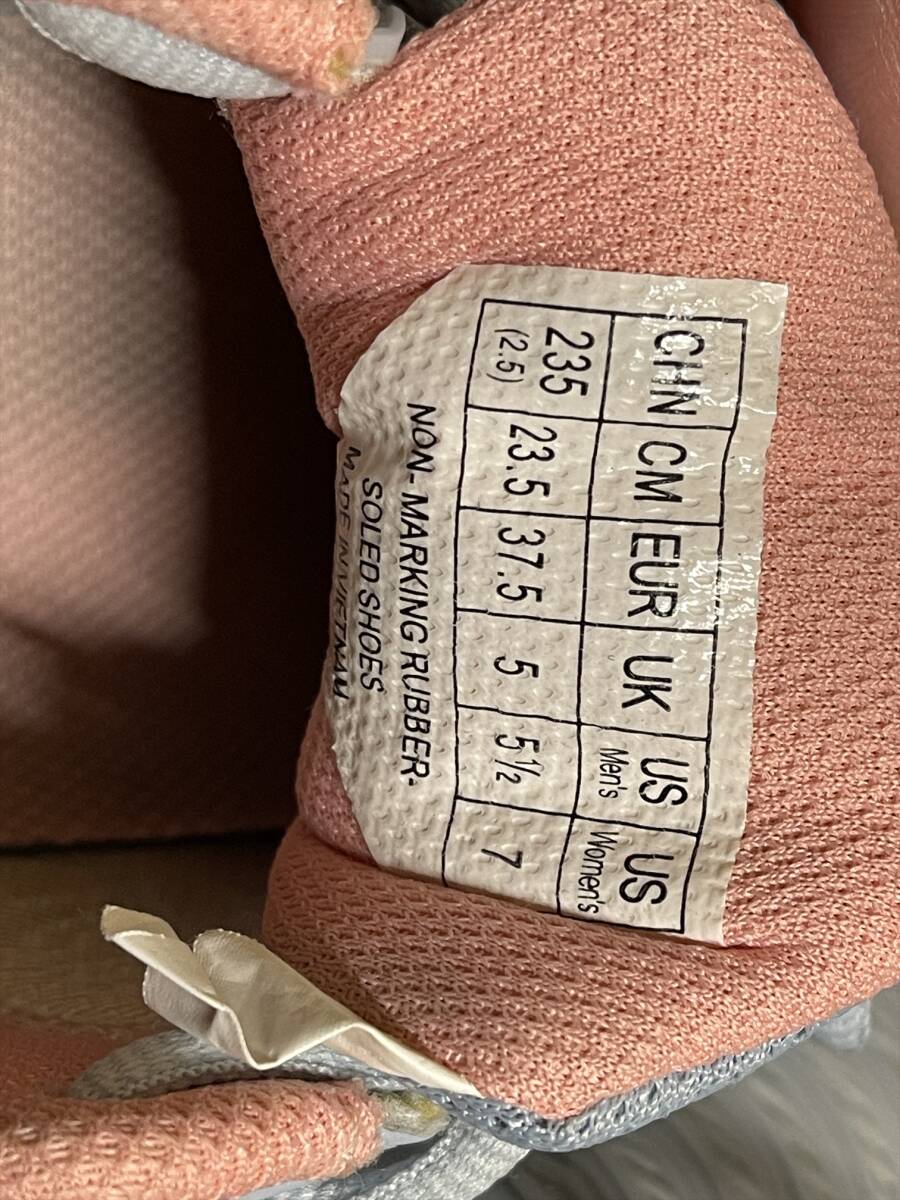 CHN CM EUR UK US Men's US Women's
235 (2.5) 23.5 37.5 5 5½ 7
NON- MARKING RUBBER-
SOLED SHOES
MADE IN VIETNAM